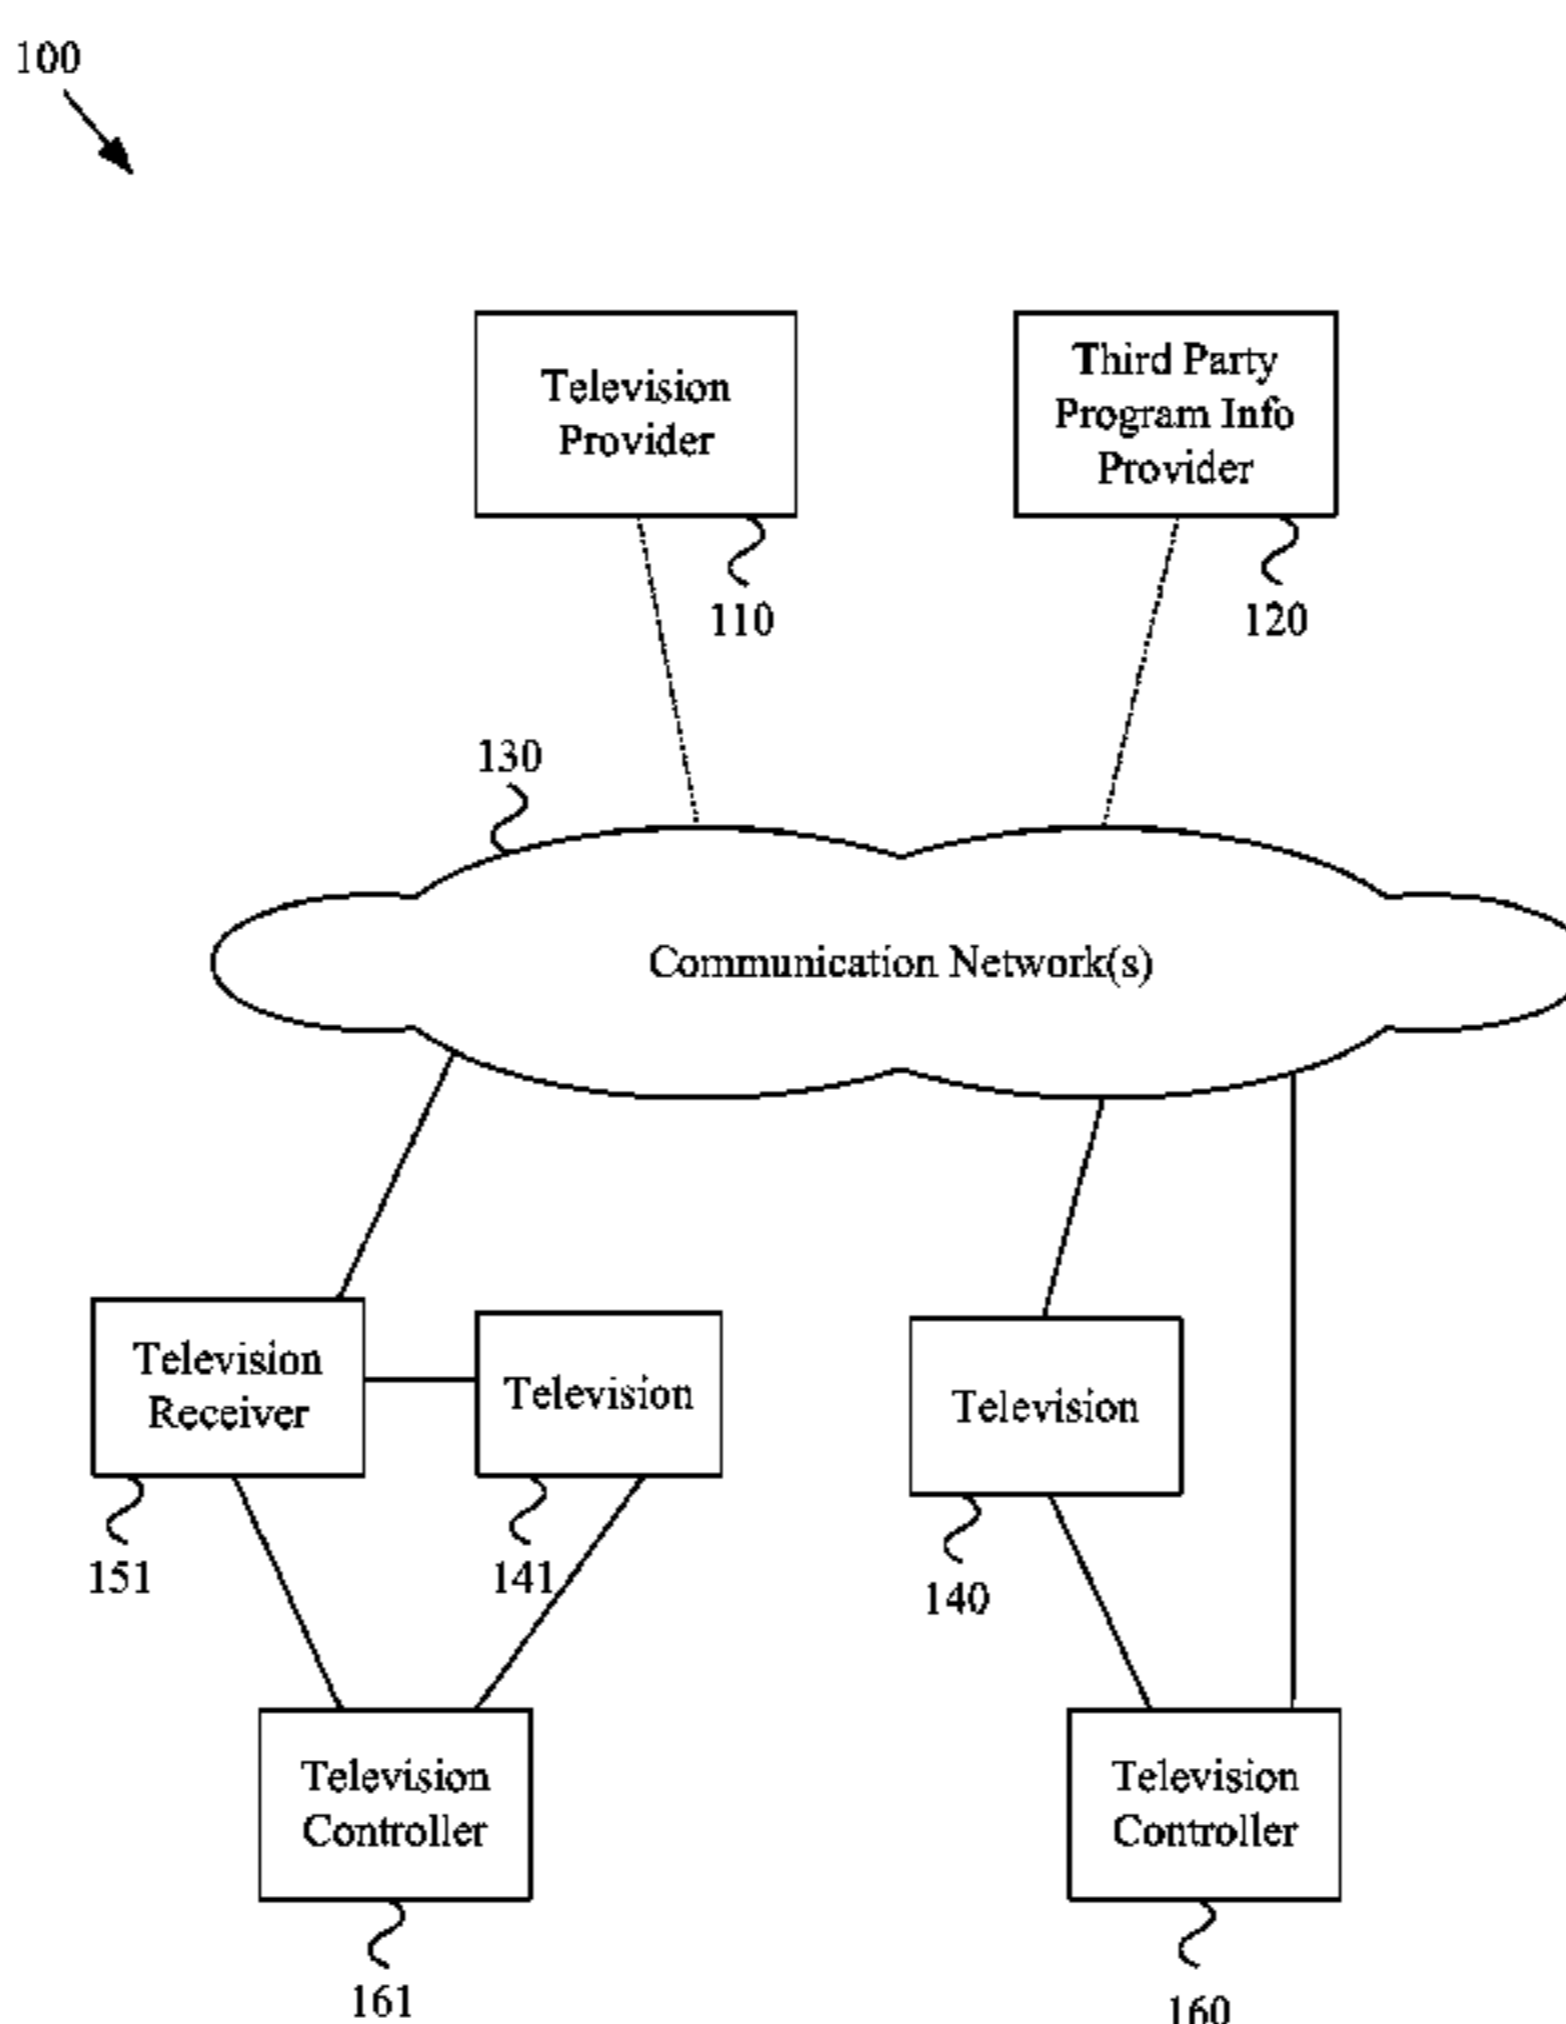 100
Television
Provider
Third Party
Program Info
Provider
110
120
130
Communication Network(s)
Television
Receiver
Television
Television
151
141
140
Television
Controller
Television
Controller
161
160